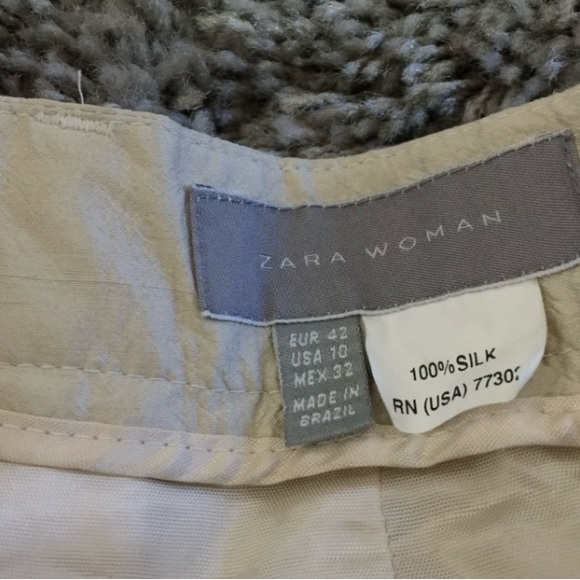 ZARA WOMAN
EUR 42
USA 10
MEX 32
MADE IN
BRAZIL
100%SILK
RN (USA) 77302